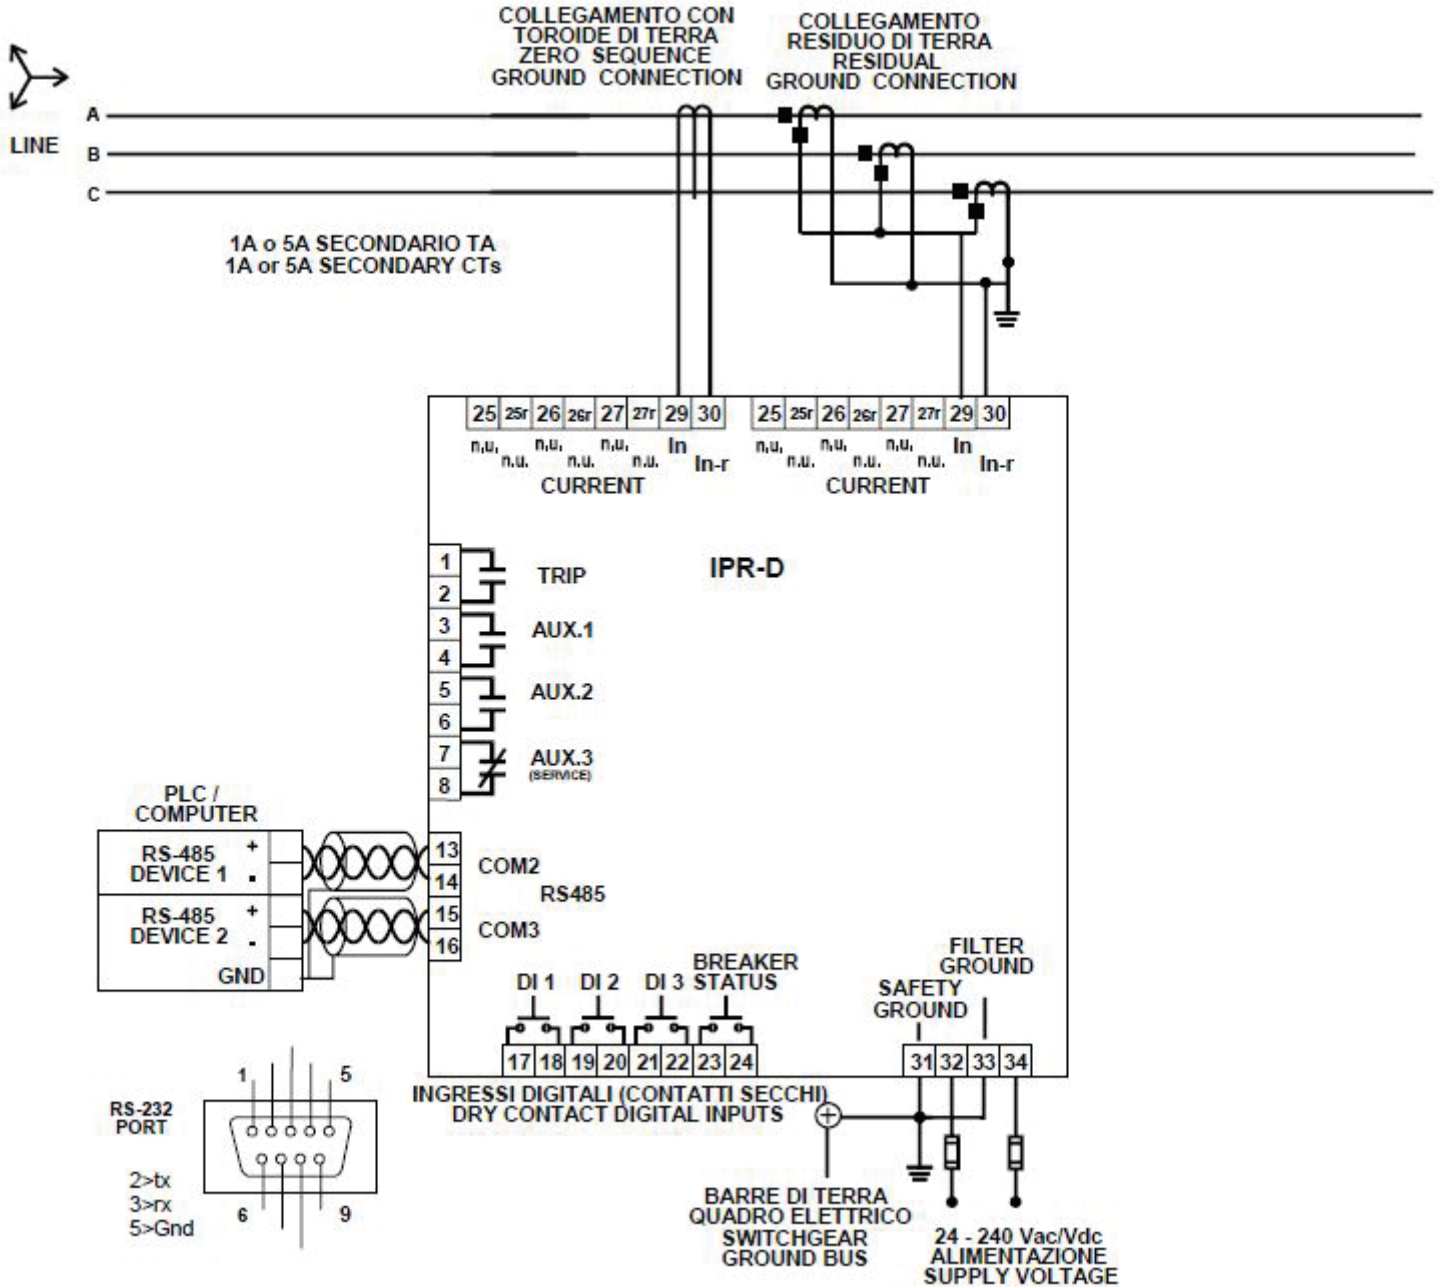 COLLEGAMENTO CON
TOROIDE DI TERRA
ZERO SEQUENCE
GROUND CONNECTION
COLLEGAMENTO
RESIDUO DI TERRA
RESIDUAL
GROUND CONNECTION
LINE
A
B
C
1A o 5A SECONDARIO TA
1A or 5A SECONDARY CTs
25 25r 26 26r 27 27r 29 30
n.u. n.u. n.u. n.u. n.u. n.u. In In-r
CURRENT
25 25r 26 26r 27 27r 29 30
n.u. n.u. n.u. n.u. n.u. n.u. In In-r
CURRENT
IPR-D
1
2
TRIP
3
4
AUX.1
5
6
AUX.2
7
8
AUX.3
(SERVICE)
PLC /
COMPUTER
RS-485
DEVICE 1
+
-
RS-485
DEVICE 2
+
-
GND
13
14
COM2
RS485
15
16
COM3
DI 1
DI 2
DI 3
BREAKER
STATUS
17 18 19 20 21 22 23 24
INGRESSI DIGITALI (CONTATTI SECCHI)
DRY CONTACT DIGITAL INPUTS
FILTER
GROUND
SAFETY
GROUND
31 32 33 34
BARRE DI TERRA
QUADRO ELETTRICO
SWITCHGEAR
GROUND BUS
24 - 240 Vac/Vdc
ALIMENTAZIONE
SUPPLY VOLTAGE
RS-232
PORT
1
5
6
9
2>tx
3>rx
5>Gnd